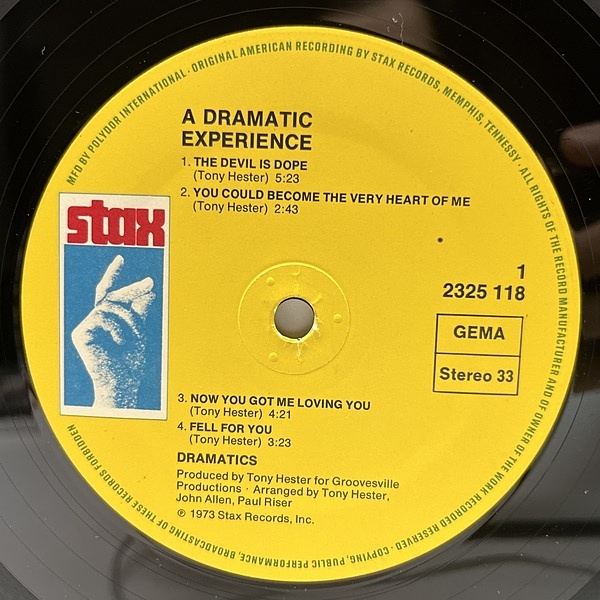 MFD BY POLYDOR INTERNATIONAL · ORIGINAL AMERICAN RECORDING BY STAX RECORDS, MEMPHIS, TENNESSEY · ALL RIGHTS OF THE RECORD MANUFACTURER AND OF OWNER OF THE WORK RECORDED RESERVED · COPYING, PUBLIC PERFORMANCE, BROADCASTING OF THESE RECORDS FORBIDDEN
A DRAMATIC
EXPERIENCE
1. THE DEVIL IS DOPE
(Tony Hester) 5:23
2. YOU COULD BECOME THE VERY HEART OF ME
(Tony Hester) 2:43
stax
1
2325 118
GEMA
Stereo 33
3. NOW YOU GOT ME LOVING YOU
(Tony Hester) 4:21
4. FELL FOR YOU
(Tony Hester) 3:23
DRAMATICS
Produced by Tony Hester for Groovesville
Productions · Arranged by Tony Hester,
John Allen, Paul Riser
℗ 1973 Stax Records, Inc.